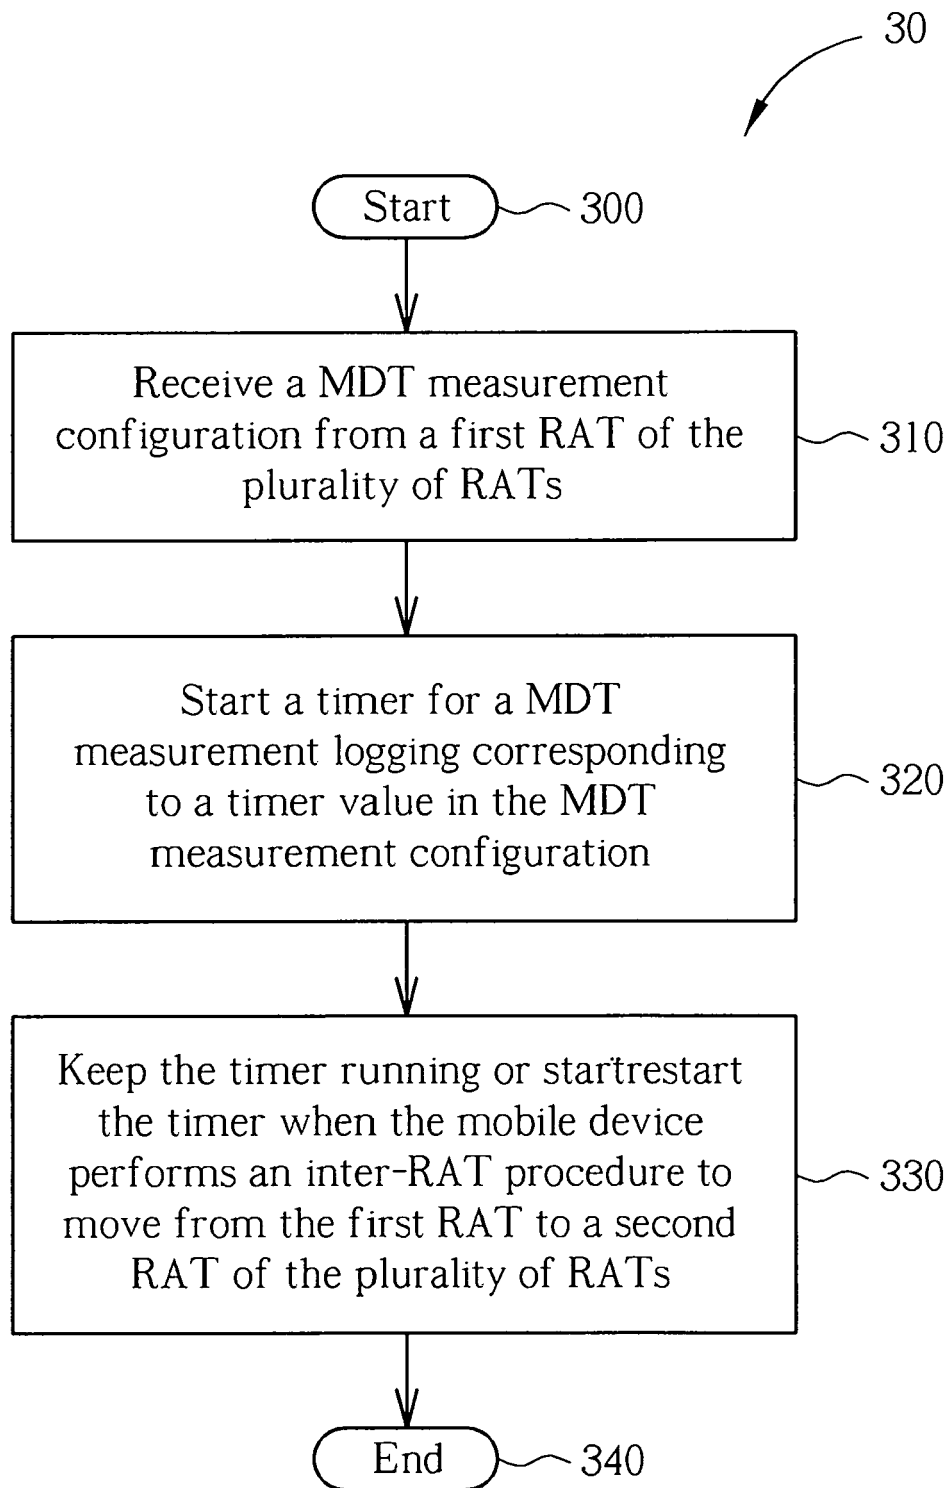 30
Start
300
Receive a MDT measurement
configuration from a first RAT of the
plurality of RATs
310
Start a timer for a MDT
measurement logging corresponding
to a timer value in the MDT
measurement configuration
320
Keep the timer running or startrestart
the timer when the mobile device
performs an inter-RAT procedure to
move from the first RAT to a second
RAT of the plurality of RATs
330
End
340